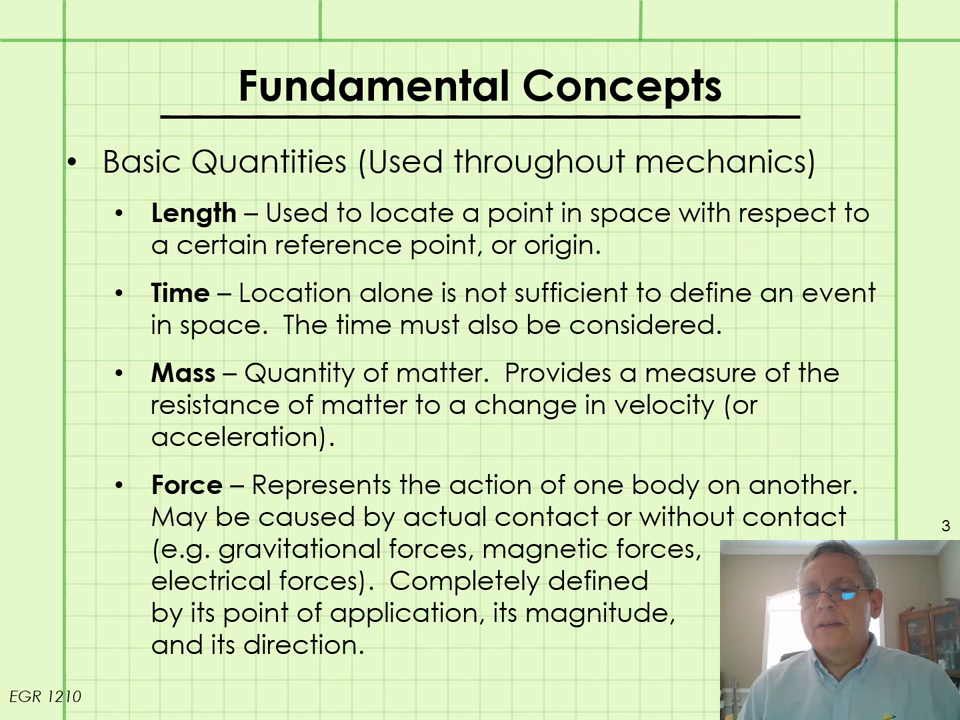 Fundamental Concepts
• Basic Quantities (Used throughout mechanics)
• Length – Used to locate a point in space with respect to
a certain reference point, or origin.
• Time – Location alone is not sufficient to define an event
in space.  The time must also be considered.
• Mass – Quantity of matter.  Provides a measure of the
resistance of matter to a change in velocity (or
acceleration).
• Force – Represents the action of one body on another.
May be caused by actual contact or without contact
(e.g. gravitational forces, magnetic forces,
electrical forces).  Completely defined
by its point of application, its magnitude,
and its direction.
3
EGR 1210